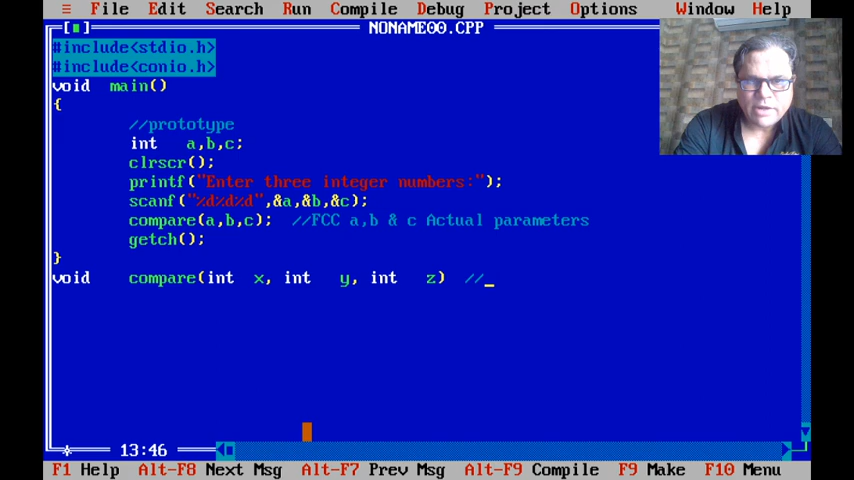 ≡ File Edit Search Run Compile Debug Project Options Window Help
NONAME00.CPP
#include<stdio.h>
#include<conio.h>
void main()
{
//prototype
int a,b,c;
clrscr();
printf("Enter three integer numbers:");
scanf("%d%d%d",&a,&b,&c);
compare(a,b,c); //FCC a,b & c Actual parameters
getch();
}
void compare(int x, int y, int z) //_
13:46
F1 Help Alt-F8 Next Msg Alt-F7 Prev Msg Alt-F9 Compile F9 Make F10 Menu